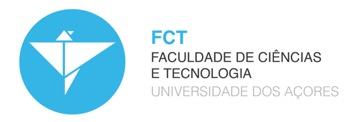 FCT
FACULDADE DE CIÊNCIAS
E TECNOLOGIA
UNIVERSIDADE DOS AÇORES